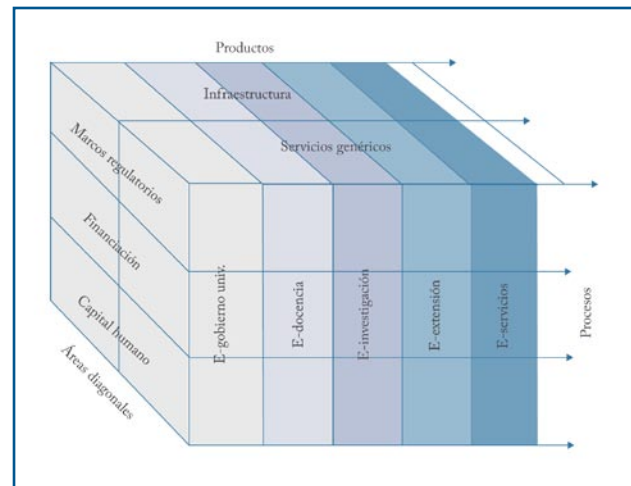 Productos
Infraestructura
Servicios genéricos
Marcos regulatorios
Financiación
Capital humano
Áreas diagonales
E-gobierno univ.
E-docencia
E-investigación
E-extensión
E-servicios
Procesos